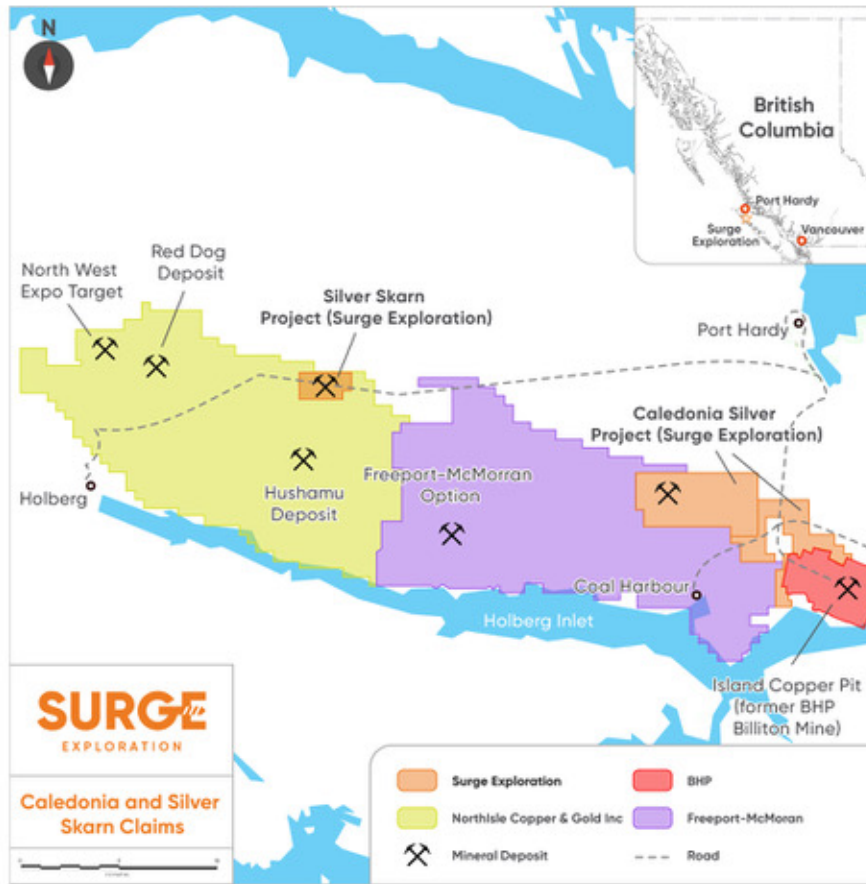 N
British
Columbia
Port Hardy
Surge
Exploration
Vancouver
Red Dog
Deposit
North West
Expo Target
Silver Skarn
Project (Surge Exploration)
Port Hardy
Caledonia Silver
Project (Surge Exploration)
Holberg
Hushamu
Deposit
Freeport-McMorran
Option
Coal Harbour
Holberg Inlet
Island Copper Pit
(former BHP
Billiton Mine)
SURGE
EXPLORATION
Caledonia and Silver
Skarn Claims
Surge Exploration
BHP
NorthIsle Copper & Gold Inc
Freeport-McMoran
Mineral Deposit
Road